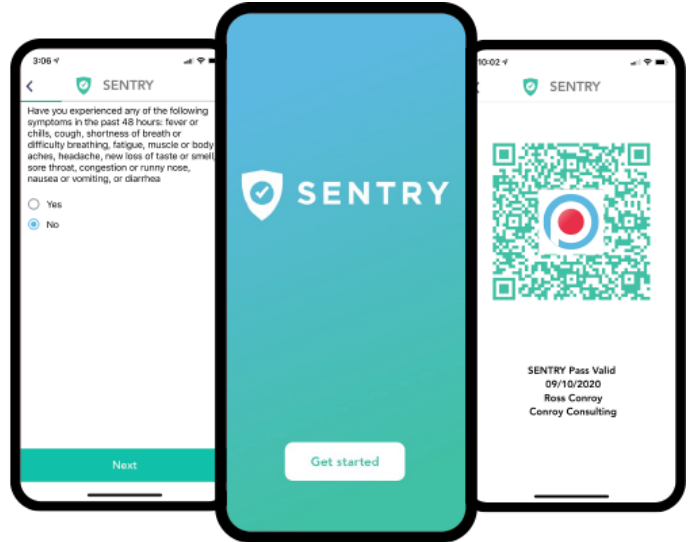 3:06
SENTRY
Have you experienced any of the following
symptoms in the past 48 hours: fever or
chills, cough, shortness of breath or
difficulty breathing, fatigue, muscle or body
aches, headache, new loss of taste or smell,
sore throat, congestion or runny nose,
nausea or vomiting, or diarrhea
Yes
No
Next
SENTRY
Get started
10:02
SENTRY
SENTRY Pass Valid
09/10/2020
Ross Conroy
Conroy Consulting